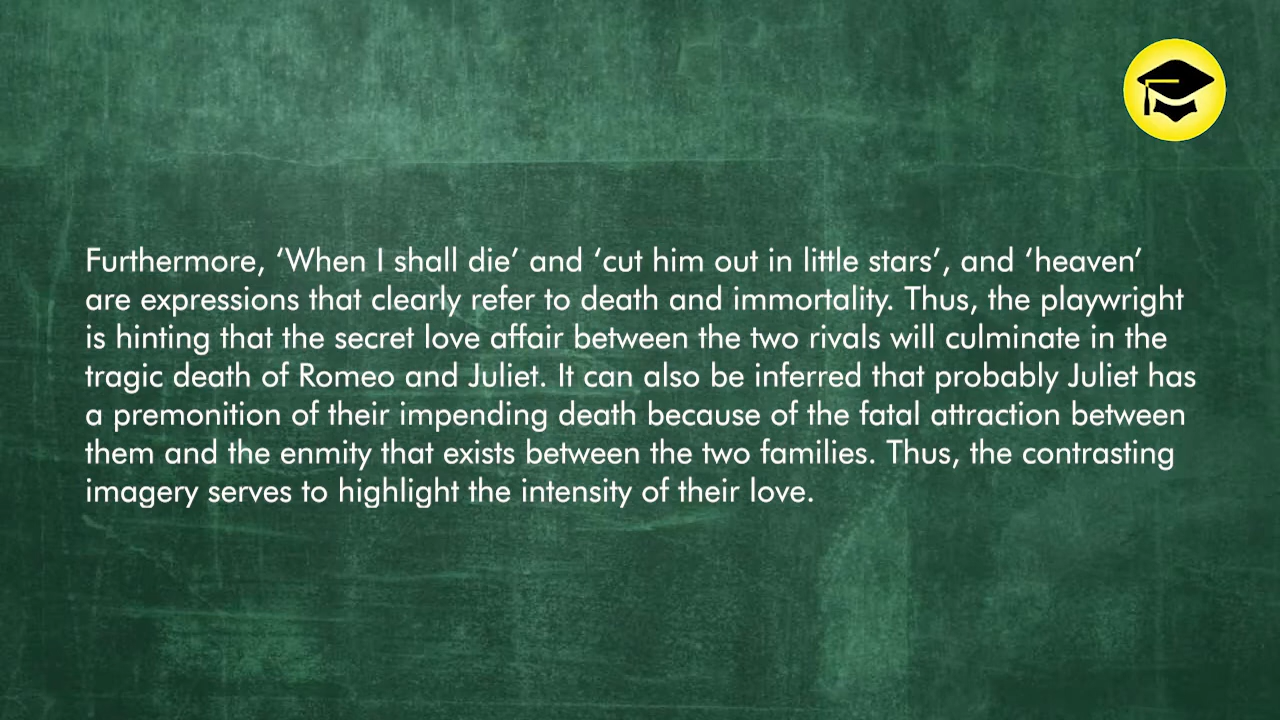 Furthermore, ‘When I shall die’ and ‘cut him out in little stars’, and ‘heaven’
are expressions that clearly refer to death and immortality. Thus, the playwright
is hinting that the secret love affair between the two rivals will culminate in the
tragic death of Romeo and Juliet. It can also be inferred that probably Juliet has
a premonition of their impending death because of the fatal attraction between
them and the enmity that exists between the two families. Thus, the contrasting
imagery serves to highlight the intensity of their love.